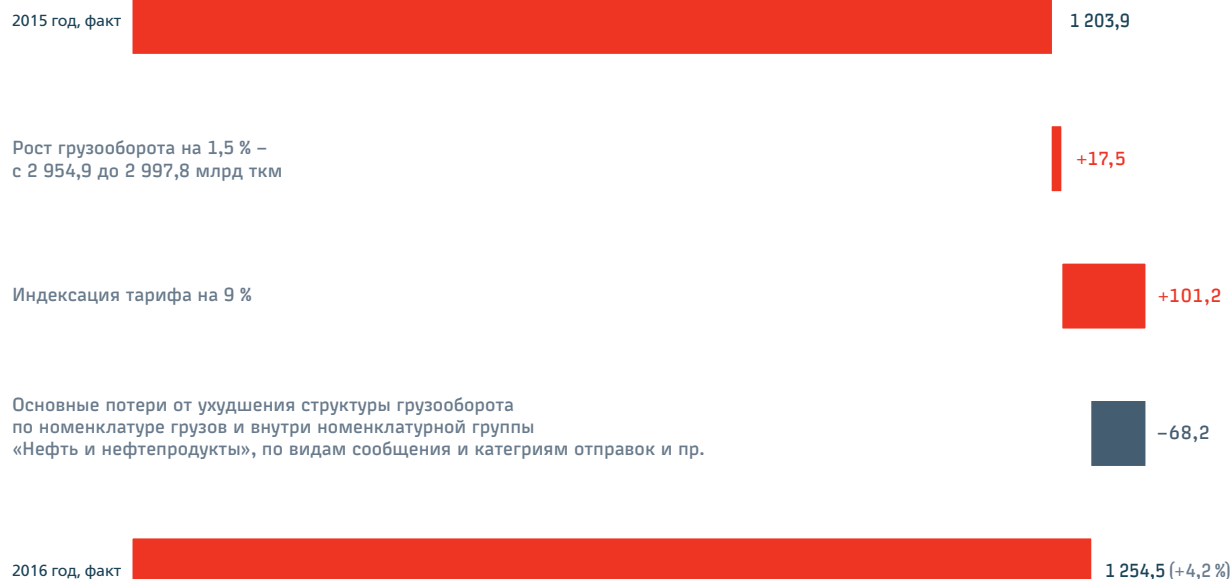 2015 год, факт 1 203,9
Рост грузооборота на 1,5 % –
с 2 954,9 до 2 997,8 млрд ткм
+17,5
Индексация тарифа на 9 % +101,2
Основные потери от ухудшения структуры грузооборота
по номенклатуре грузов и внутри номенклатурной группы
«Нефть и нефтепродукты», по видам сообщения и категриям отправок и пр.
–68,2
2016 год, факт 1 254,5 (+4,2 %)